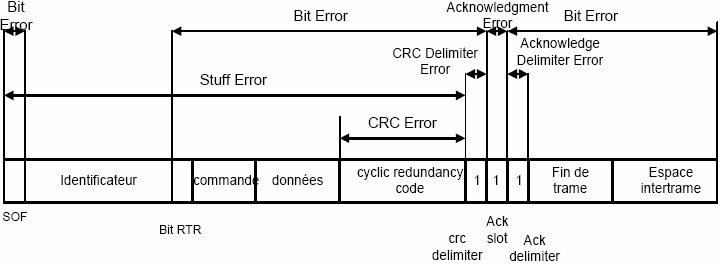 Bit
Error
Bit Error
Acknowledgment
Error
Bit Error
CRC Delimiter
Error
Acknowledge
Delimiter Error
Stuff Error
CRC Error
Identificateur
commande
données
cyclic redundancy
code
1
1
1
Fin de
trame
Espace
intertrame
SOF
Bit RTR
crc
delimiter
Ack
slot
Ack
delimiter